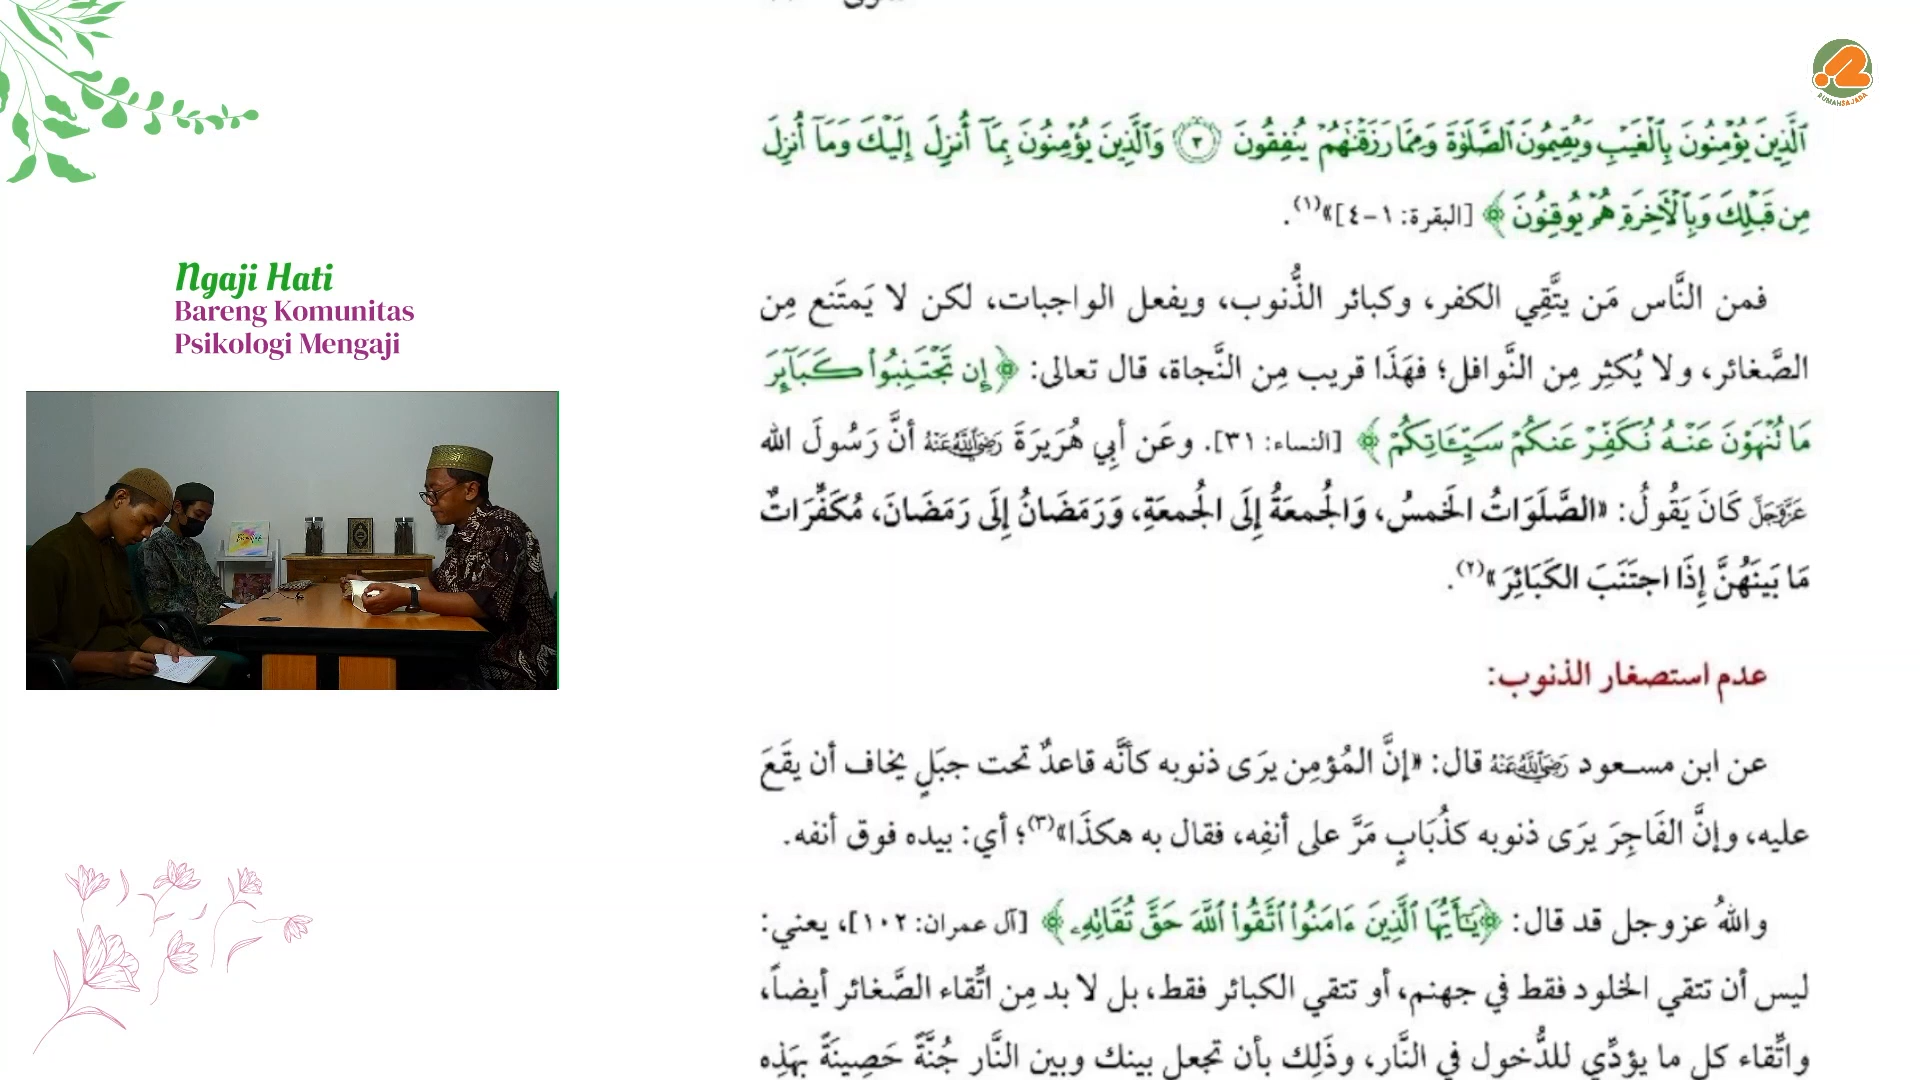 Ngaji Hati
Bareng Komunitas
Psikologi Mengaji
RUMAHSAJADA
ٱلَّذِينَ يُؤْمِنُونَ بِٱلْغَيْبِ وَيُقِيمُونَ ٱلصَّلَوٰةَ وَمِمَّا رَزَقْنَٰهُمْ يُنفِقُونَ ﴿٣﴾ وَٱلَّذِينَ يُؤْمِنُونَ بِمَآ أُنزِلَ إِلَيْكَ وَمَآ أُنزِلَ
مِن قَبْلِكَ وَبِٱلْأَخِرَةِ هُمْ يُوقِنُونَ ﴾ [البقرة: ١-٤]»(١).
فمن النَّاس مَن يتَّقِي الكفر، وكبائر الذُّنوب، ويفعل الواجبات، لكن لا يَمتَنع مِن
الصَّغائر، ولا يُكثِر مِن النَّوافل؛ فهَذَا قريب مِن النَّجاة، قال تعالى: ﴿ إِن تَجْتَنِبُوا۟ كَبَآئِرَ
مَا تُنْهَوْنَ عَنْهُ نُكَفِّرْ عَنكُمْ سَيِّـَٔاتِكُمْ ﴾ [النساء: ٣١]. وعَن أبِي هُرَيرَةَ رَضِيَ اللَّهُ عَنْهُ أنَّ رَسُولَ الله
عَزَّوَجَلَّ كَانَ يَقُولُ: «الصَّلَوَاتُ الخَمسُ، وَالجُمعَةُ إِلَى الجُمعَةِ، وَرَمَضَانُ إِلَى رَمَضَانَ، مُكَفِّرَاتٌ
مَا بَينَهُنَّ إِذَا اجتَنَبَ الكَبَائِرَ»(٢).
عدم استصغار الذنوب:
عن ابن مسعود رَضِيَ اللَّهُ عَنْهُ قال: «إنَّ المُؤمِن يرَى ذنوبه كأنَّه قاعدٌ تحت جبَلٍ يخاف أن يقَعَ
عليه، وإنَّ الفَاجِرَ يرَى ذنوبه كذُبَابٍ مَرَّ على أنفِه، فقال به هكذَا»(٣)؛ أي: بيده فوق أنفه.
واللهُ عزوجل قد قال: ﴿يَٰٓأَيُّهَا ٱلَّذِينَ ءَامَنُوا۟ ٱتَّقُوا۟ ٱللَّهَ حَقَّ تُقَاتِهِۦ ﴾ [آل عمران: ١٠٢]، يعني:
ليس أن تتقي الخلود فقط في جهنم، أو تتقي الكبائر فقط، بل لا بد مِن اتِّقاء الصَّغائر أيضاً،
واتِّقاء كل ما يؤدِّي للدُّخول في النَّار، وذَلِك بأن تجعل بينك وبين النَّار جُنَّةً حَصِينَةً بهَذِه